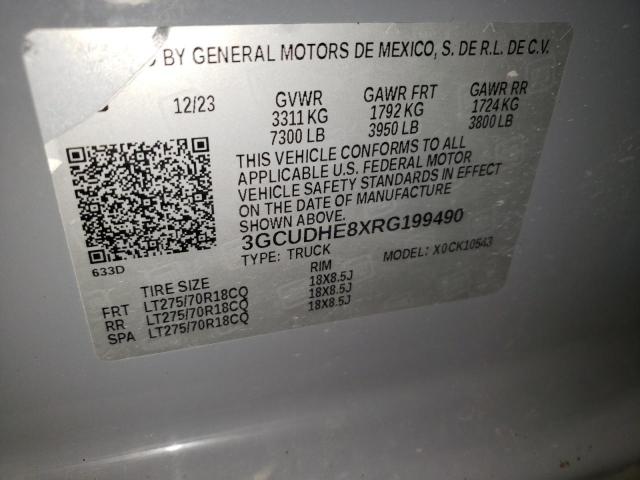 BY GENERAL MOTORS DE MEXICO, S. DE R.L. DE C.V.
12/23 GVWR GAWR FRT GAWR RR
3311 KG 1792 KG 1724 KG
7300 LB 3950 LB 3800 LB
THIS VEHICLE CONFORMS TO ALL
APPLICABLE U.S. FEDERAL MOTOR
VEHICLE SAFETY STANDARDS IN EFFECT
ON THE DATE OF MANUFACTURE
SHOWN ABOVE.
3GCUDHE8XRG199490
633D TYPE: TRUCK MODEL: X0CK10543
TIRE SIZE RIM
FRT LT275/70R18CQ 18X8.5J
RR LT275/70R18CQ 18X8.5J
SPA LT275/70R18CQ 18X8.5J